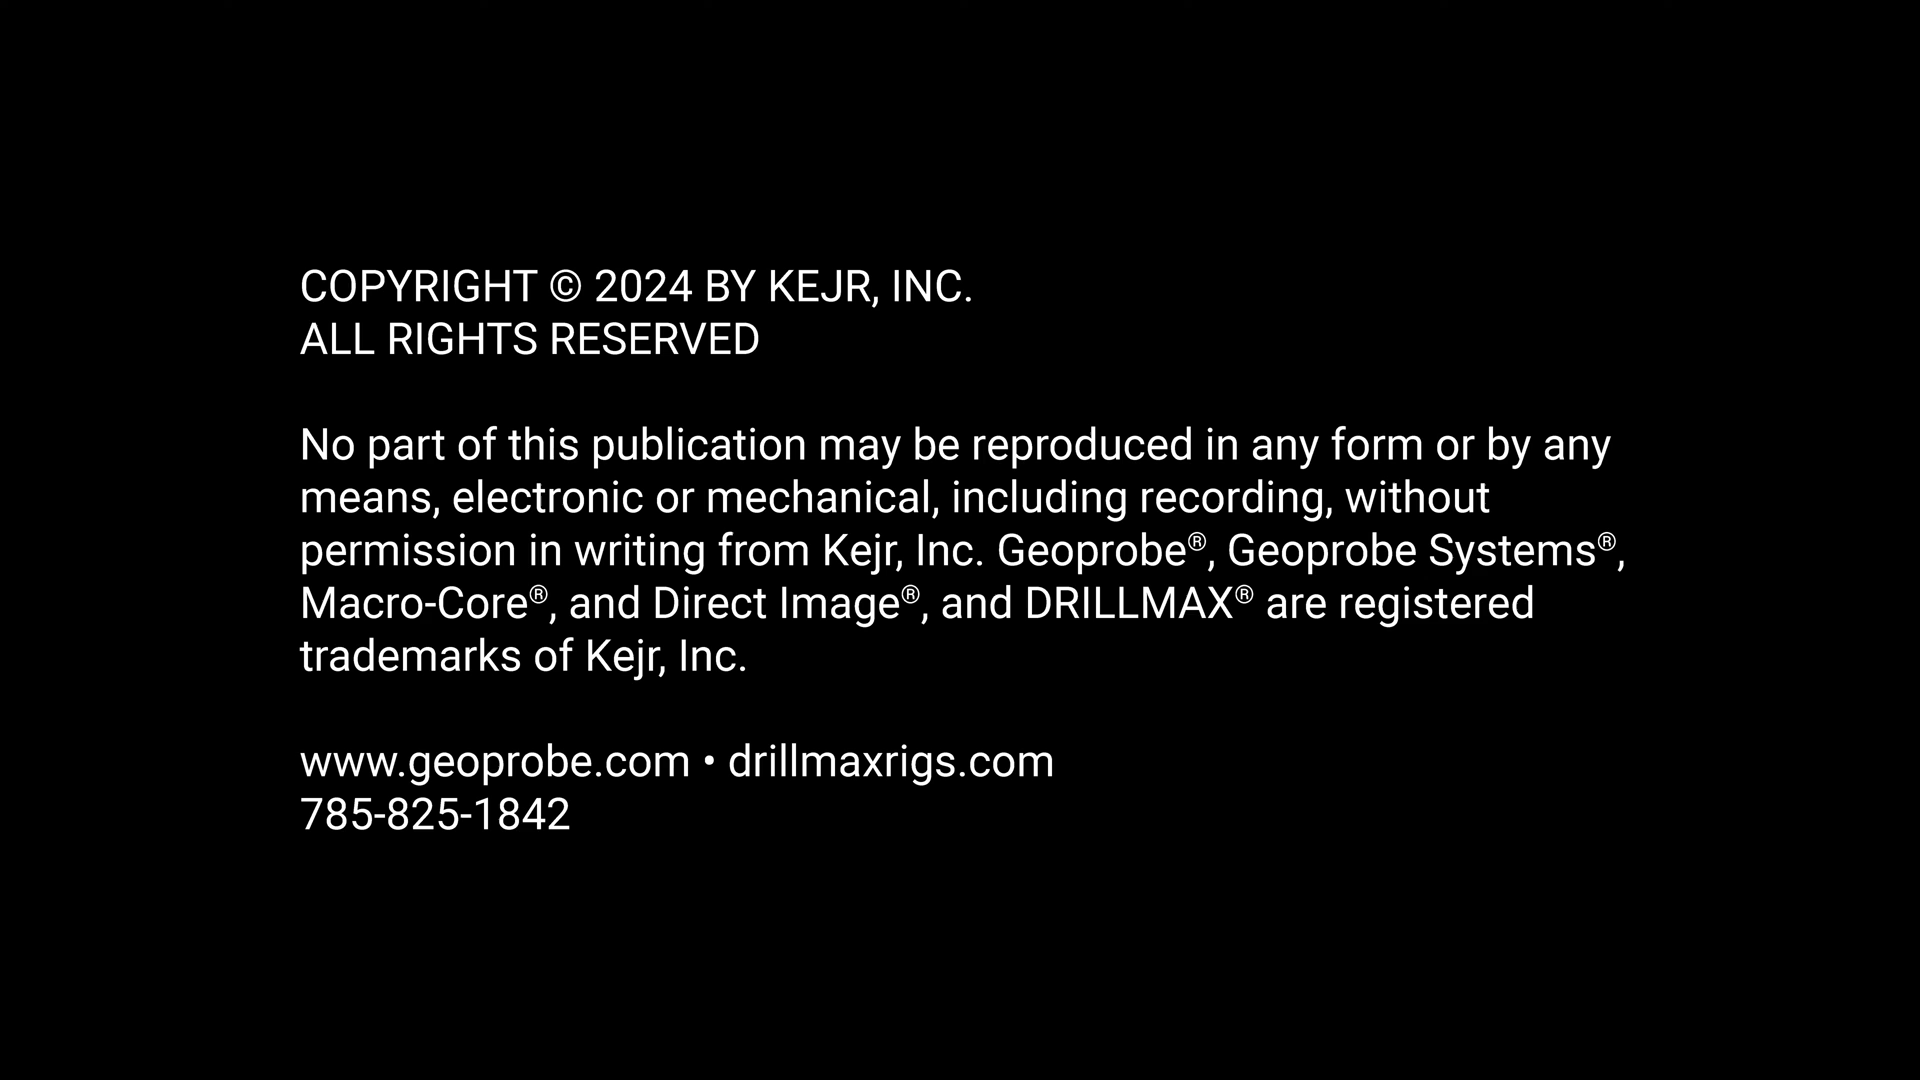 COPYRIGHT © 2024 BY KEJR, INC.
ALL RIGHTS RESERVED
No part of this publication may be reproduced in any form or by any
means, electronic or mechanical, including recording, without
permission in writing from Kejr, Inc. Geoprobe®, Geoprobe Systems®,
Macro-Core®, and Direct Image®, and DRILLMAX® are registered
trademarks of Kejr, Inc.
www.geoprobe.com • drillmaxrigs.com
785-825-1842